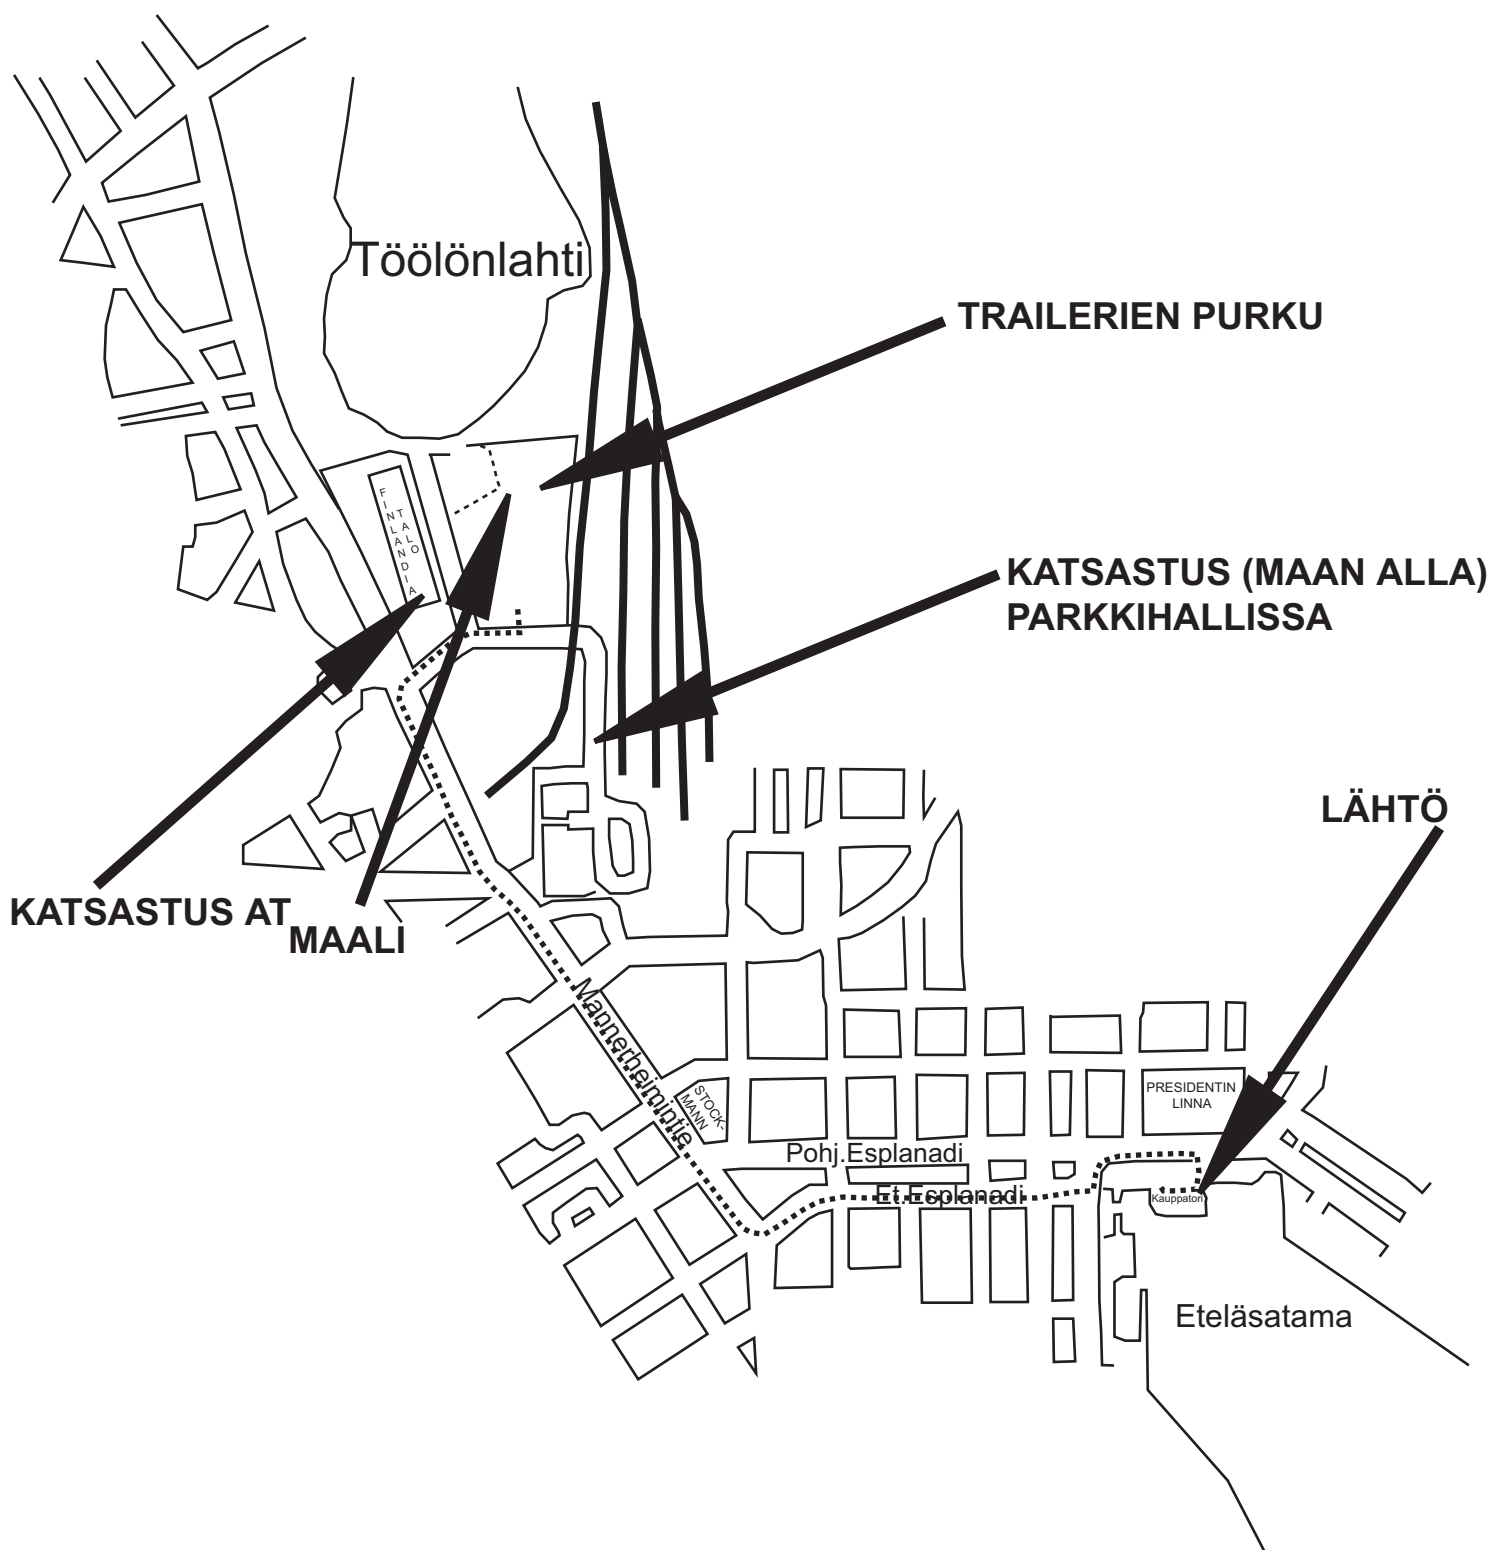 Töölönlahti
TRAILERIEN PURKU
FINLANDIA
TALO
KATSASTUS (MAAN ALLA)
PARKKIHALLISSA
LÄHTÖ
KATSASTUS AT
MAALI
Mannerheimintie
STOCK-
MANN
PRESIDENTIN
LINNA
Pohj.Esplanadi
Et.Esplanadi
Kauppatori
Eteläsatama